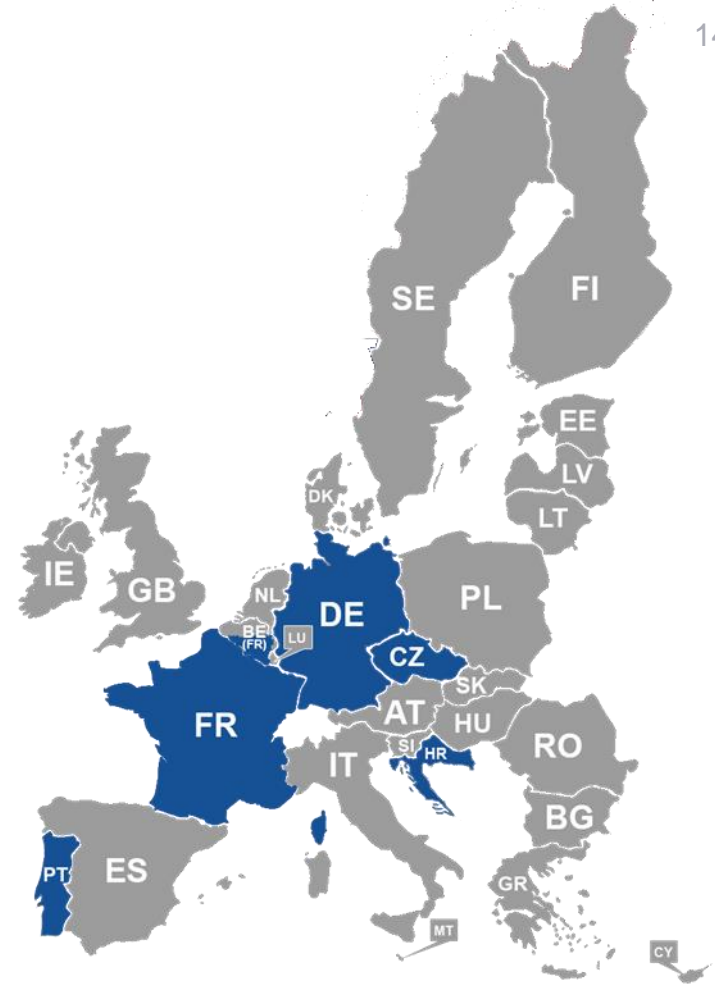 14
SE
FI
EE
LV
LT
DK
IE
GB
NL
DE
PL
BE
(FR)
LU
CZ
SK
FR
AT
HU
SI
HR
IT
RO
BG
PT
ES
GR
MT
CY